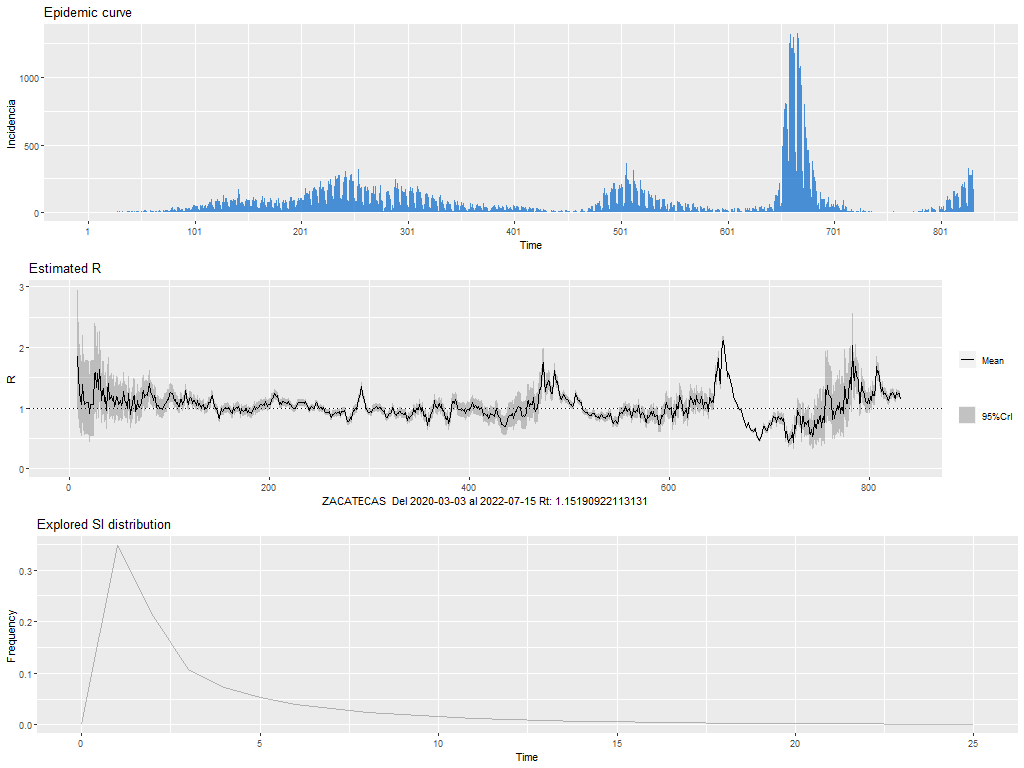 Epidemic curve
1000
500
0
Incidencia
1 101 201 301 401 501 601 701 801
Time
Estimated R
3
2
1
0
R
Mean
95%CrI
0 200 400 600 800
ZACATECAS Del 2020-03-03 al 2022-07-15 Rt: 1.15190922113131
Explored SI distribution
0.3
0.2
0.1
0.0
Frequency
0 5 10 15 20 25
Time